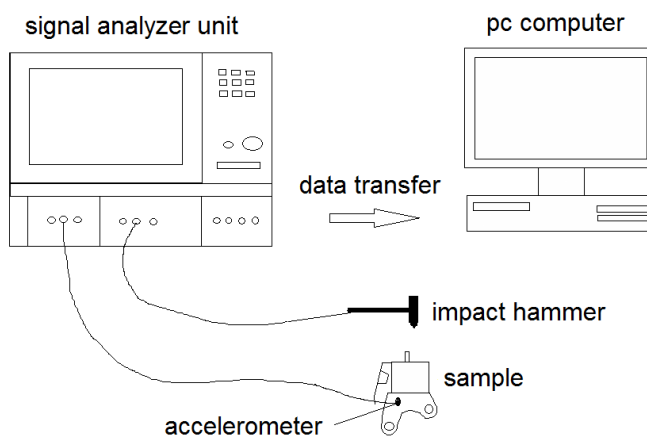 signal analyzer unit
pc computer
data transfer
impact hammer
sample
accelerometer